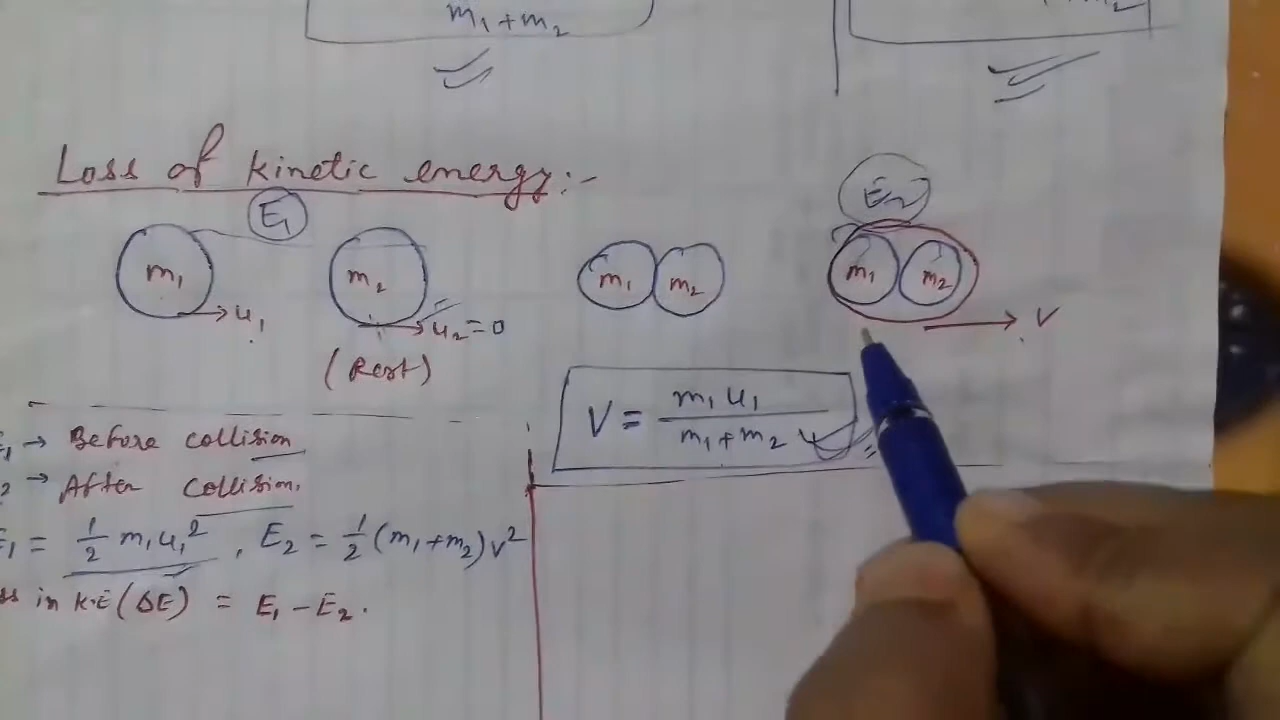 m₁+m₂
Loss of kinetic energy:-
E₁
E₂
m₁ m₂ m₁ m₂ m₁ m₂
u₁ u₂=0 V
(Rest)
V = m₁u₁ / m₁+m₂
→ Before collision
2 → After collision.
= 1/2 m₁u₁², E₂ = 1/2 (m₁+m₂)v²
in K.E (ΔE) = E₁ - E₂.